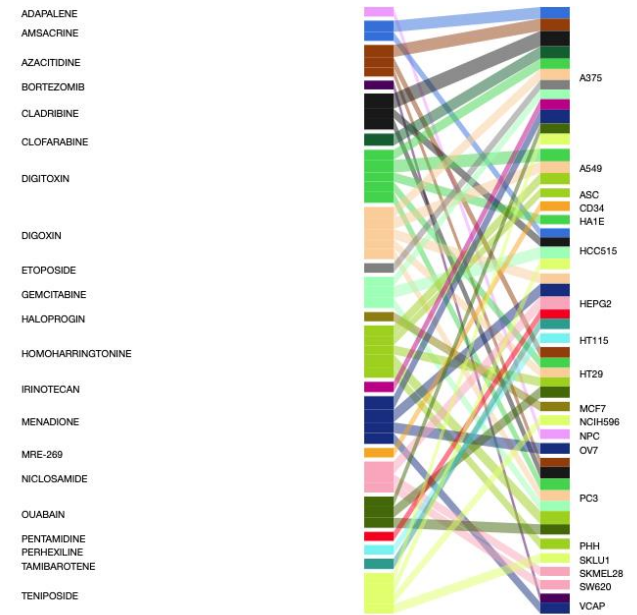 ADAPALENE
AMSACRINE
AZACITIDINE
BORTEZOMIB
CLADRIBINE
CLOFARABINE
DIGITOXIN
DIGOXIN
ETOPOSIDE
GEMCITABINE
HALOPROGIN
HOMOHARRINGTONINE
IRINOTECAN
MENADIONE
MRE-269
NICLOSAMIDE
OUABAIN
PENTAMIDINE
PERHEXILINE
TAMIBAROTENE
TENIPOSIDE
A375
A549
ASC
CD34
HA1E
HCC515
HEPG2
HT115
HT29
MCF7
NCIH596
NPC
OV7
PC3
PHH
SKLU1
SKMEL28
SW620
VCAP